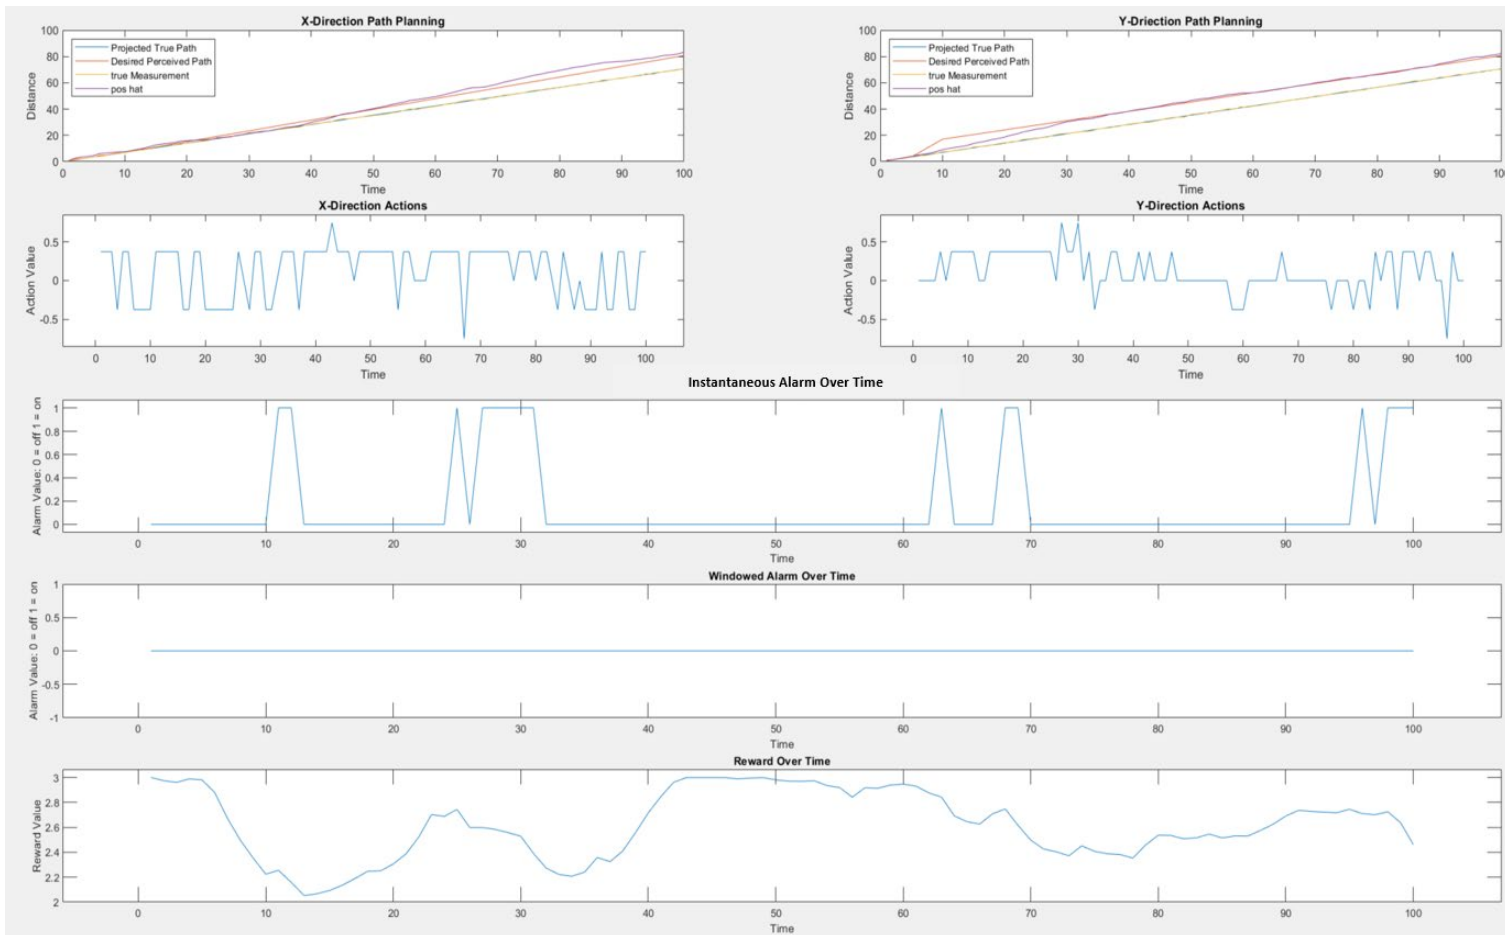 X-Direction Path Planning
100
80
60
40
20
0
Distance
Projected True Path
Desired Perceived Path
true Measurement
pos hat
0 10 20 30 40 50 60 70 80 90 100
Time
Y-Driection Path Planning
100
80
60
40
20
0
Distance
Projected True Path
Desired Perceived Path
true Measurement
pos hat
0 10 20 30 40 50 60 70 80 90 100
Time
X-Direction Actions
0.5
0
-0.5
Action Value
0 10 20 30 40 50 60 70 80 90 100
Time
Y-Direction Actions
0.5
0
-0.5
Action Value
0 10 20 30 40 50 60 70 80 90 100
Time
Instantaneous Alarm Over Time
1
0.8
0.6
0.4
0.2
0
Alarm Value: 0 = off 1 = on
0 10 20 30 40 50 60 70 80 90 100
Time
Windowed Alarm Over Time
1
0.5
0
-0.5
-1
Alarm Value: 0 = off 1 = on
0 10 20 30 40 50 60 70 80 90 100
Time
Reward Over Time
3
2.8
2.6
2.4
2.2
2
Reward Value
0 10 20 30 40 50 60 70 80 90 100
Time